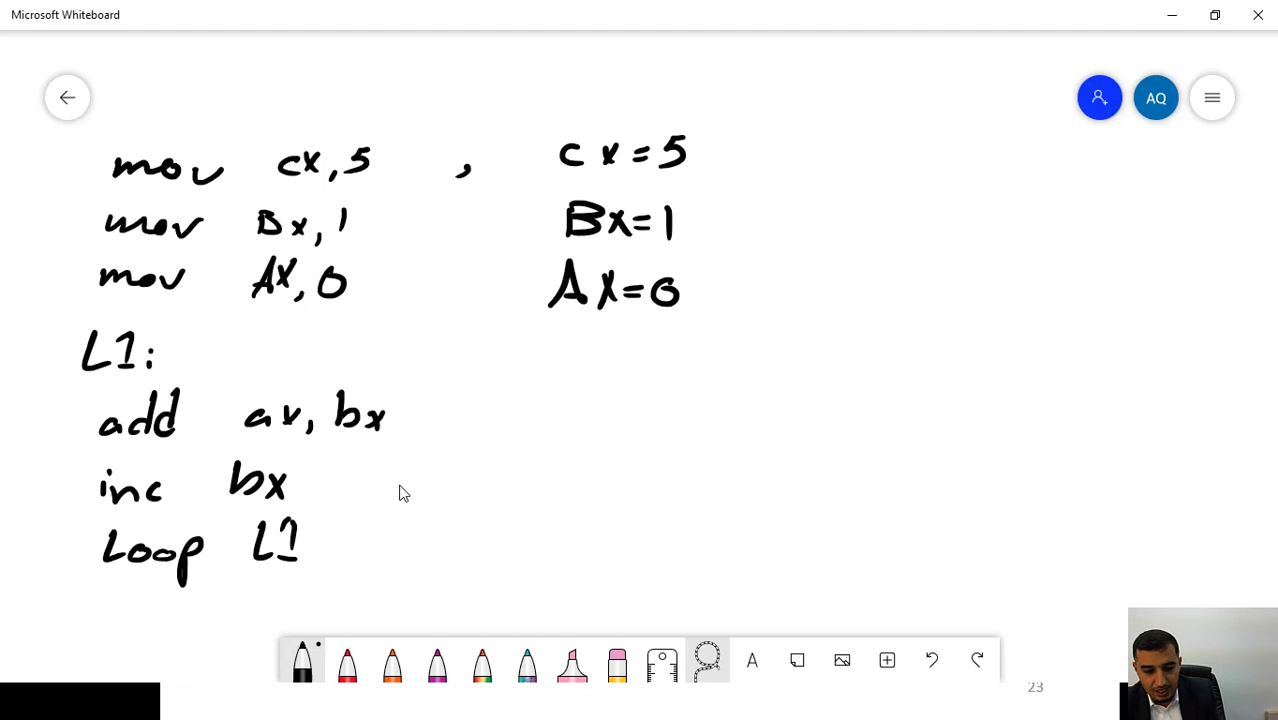 Microsoft Whiteboard
AQ
mov cx, 5 , cx = 5
mov Bx, 1 Bx = 1
mov AX, 0 Ax = 0
L1:
add ax, bx
inc bx
Loop L1
A
23